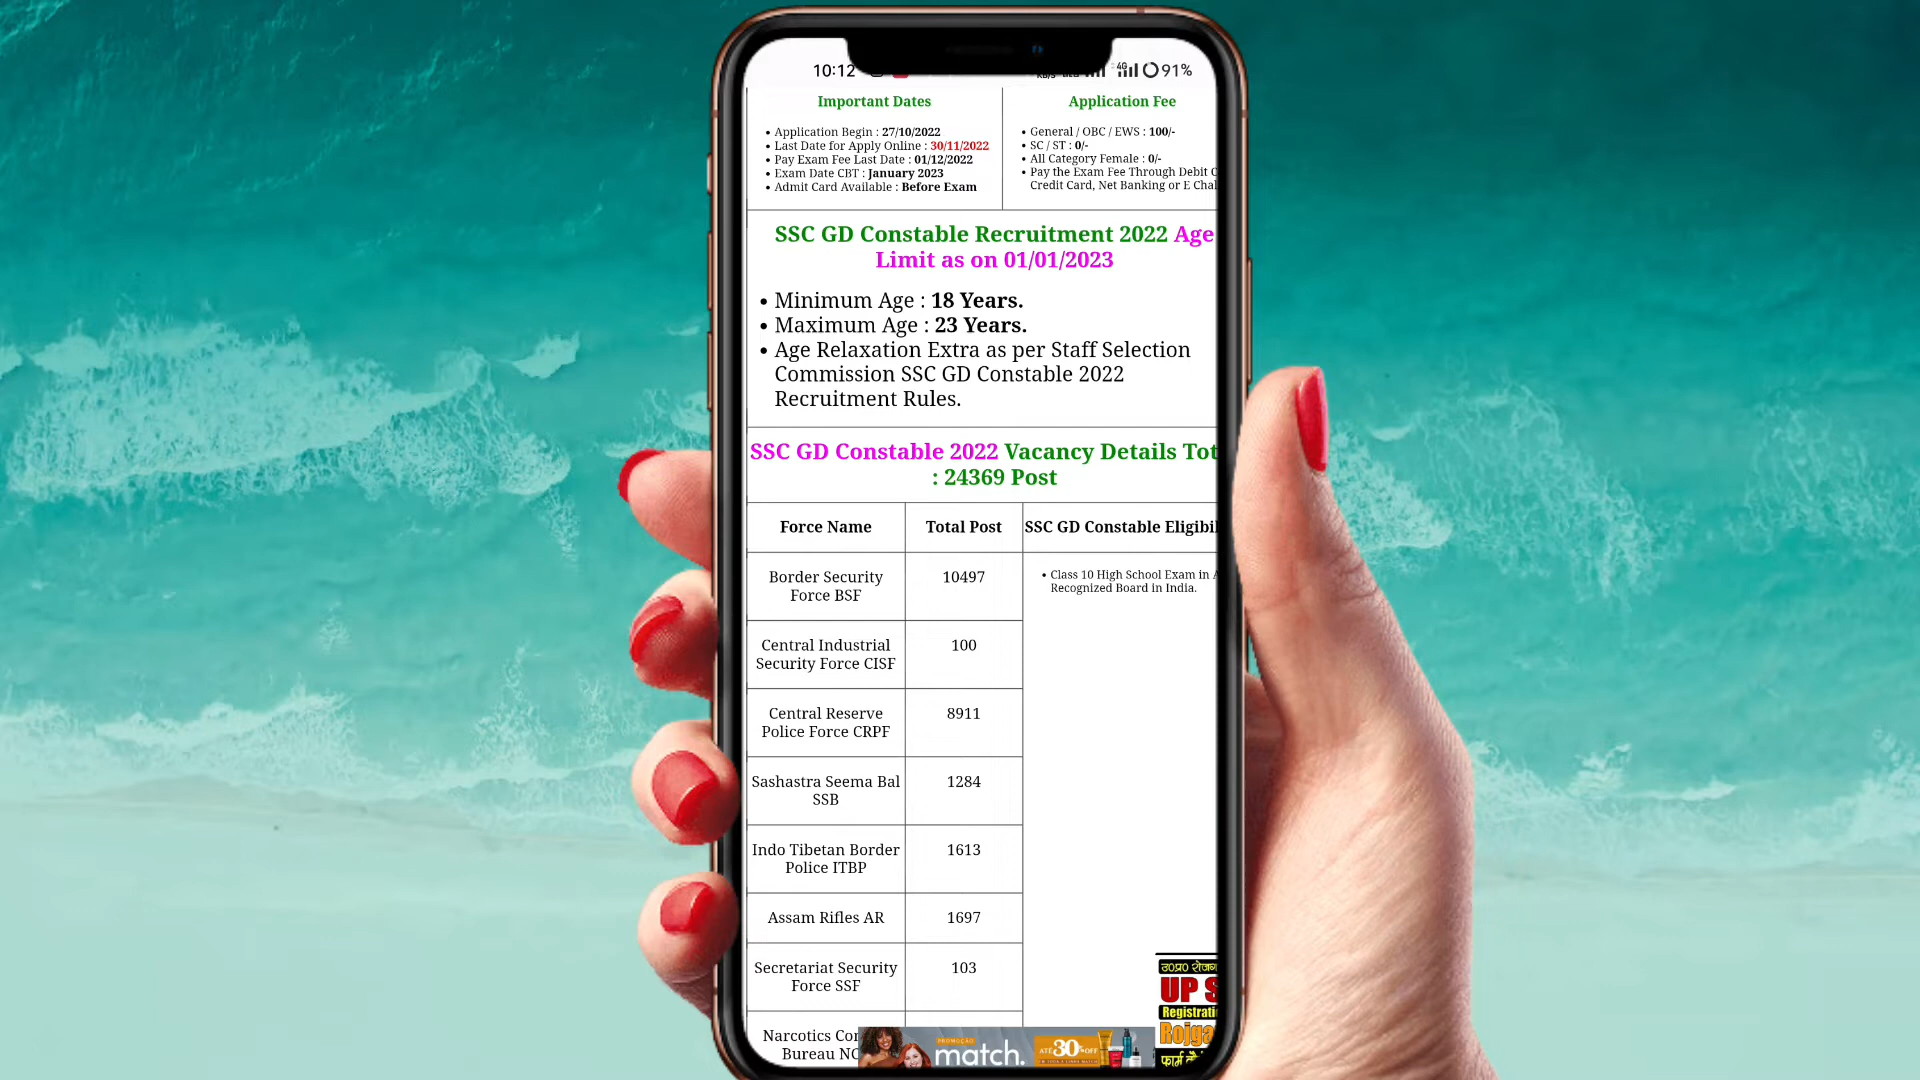 10:12
4G
91%
Important Dates
Application Fee
• Application Begin : 27/10/2022
• Last Date for Apply Online : 30/11/2022
• Pay Exam Fee Last Date : 01/12/2022
• Exam Date CBT : January 2023
• Admit Card Available : Before Exam
• General / OBC / EWS : 100/-
• SC / ST : 0/-
• All Category Female : 0/-
• Pay the Exam Fee Through Debit
Credit Card, Net Banking or E
SSC GD Constable Recruitment 2022 Age
Limit as on 01/01/2023
• Minimum Age : 18 Years.
• Maximum Age : 23 Years.
• Age Relaxation Extra as per Staff Selection
Commission SSC GD Constable 2022
Recruitment Rules.
SSC GD Constable 2022 Vacancy Details
: 24369 Post
Force Name
Total Post
SSC GD Constable
Border Security
Force BSF
10497
• Class 10 High School Exam in
Recognized Board in India.
Central Industrial
Security Force CISF
100
Central Reserve
Police Force CRPF
8911
Sashastra Seema Bal
SSB
1284
Indo Tibetan Border
Police ITBP
1613
Assam Rifles AR
1697
Secretariat Security
Force SSF
103
Narcotics
Bureau
PROMOÇÃO
match.
ATÉ 30% OFF
उ०प्र०
UP